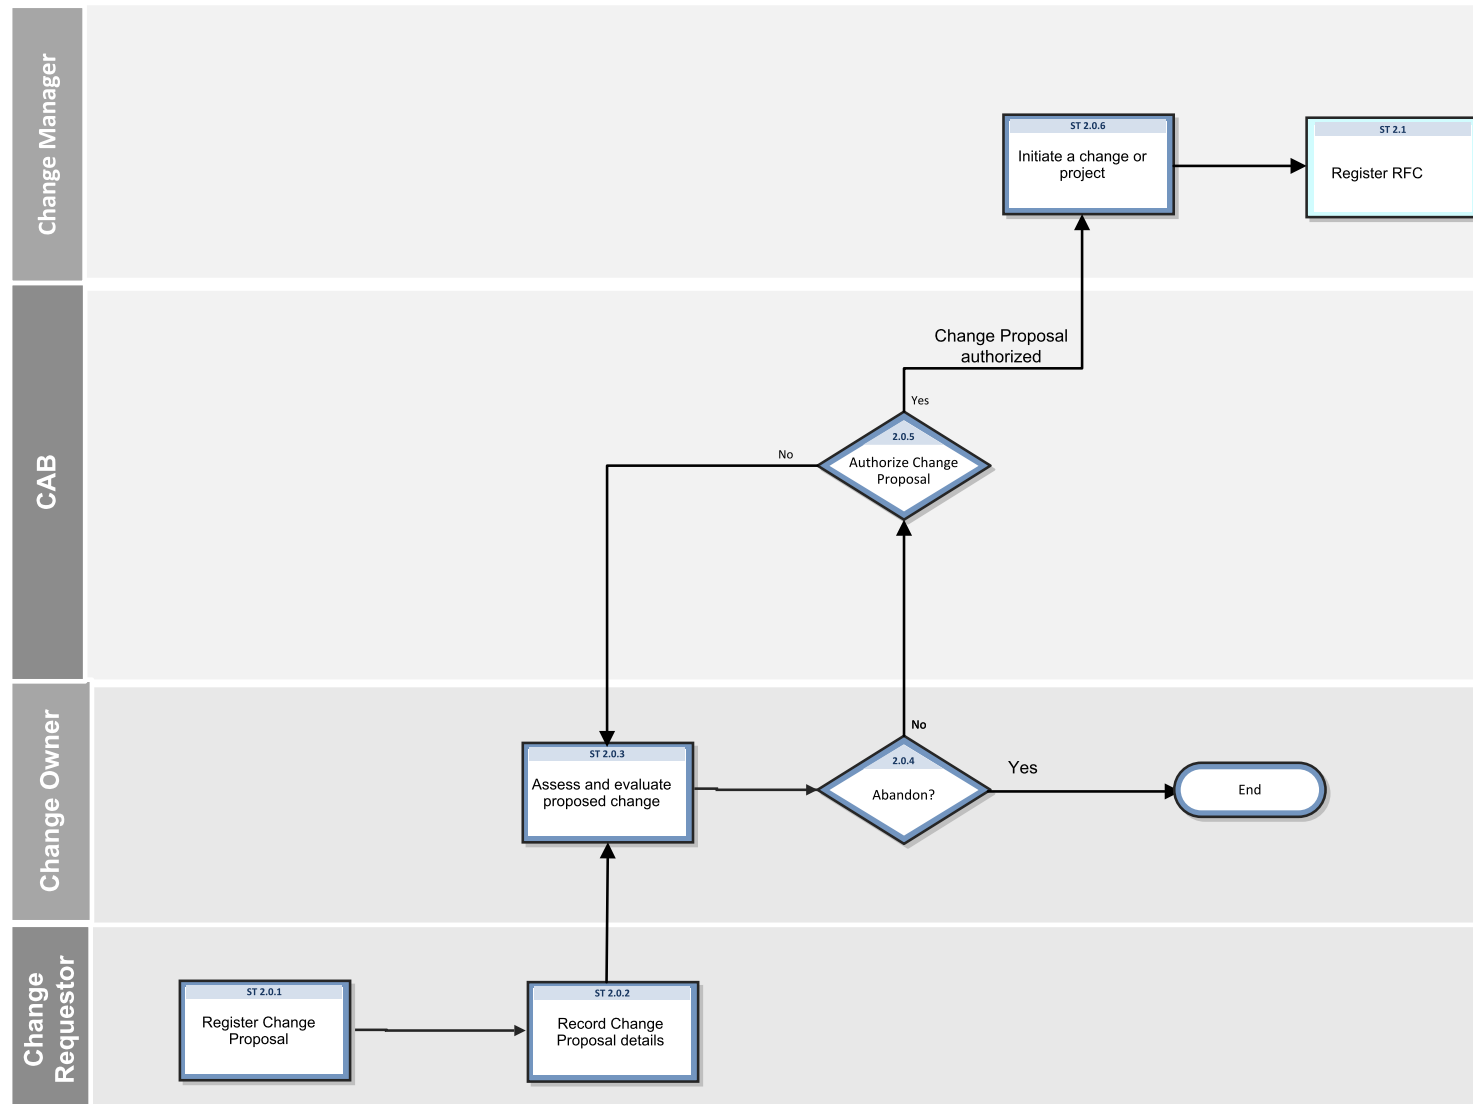 Change Manager
ST 2.0.6
Initiate a change or
project
ST 2.1
Register RFC
CAB
Change Proposal
authorized
Yes
2.0.5
Authorize Change
Proposal
No
Change Owner
ST 2.0.3
Assess and evaluate
proposed change
No
2.0.4
Abandon?
Yes
End
Change
Requestor
ST 2.0.1
Register Change
Proposal
ST 2.0.2
Record Change
Proposal details